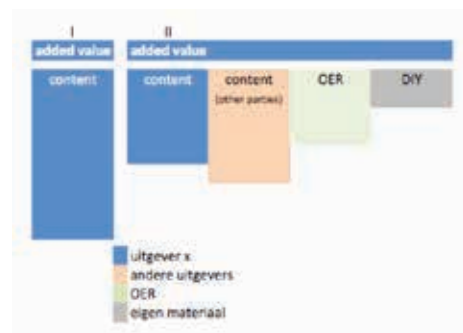 I II
added value added value
content content content OER DIY
(other parties)
uitgever x
andere uitgevers
OER
eigen materiaal